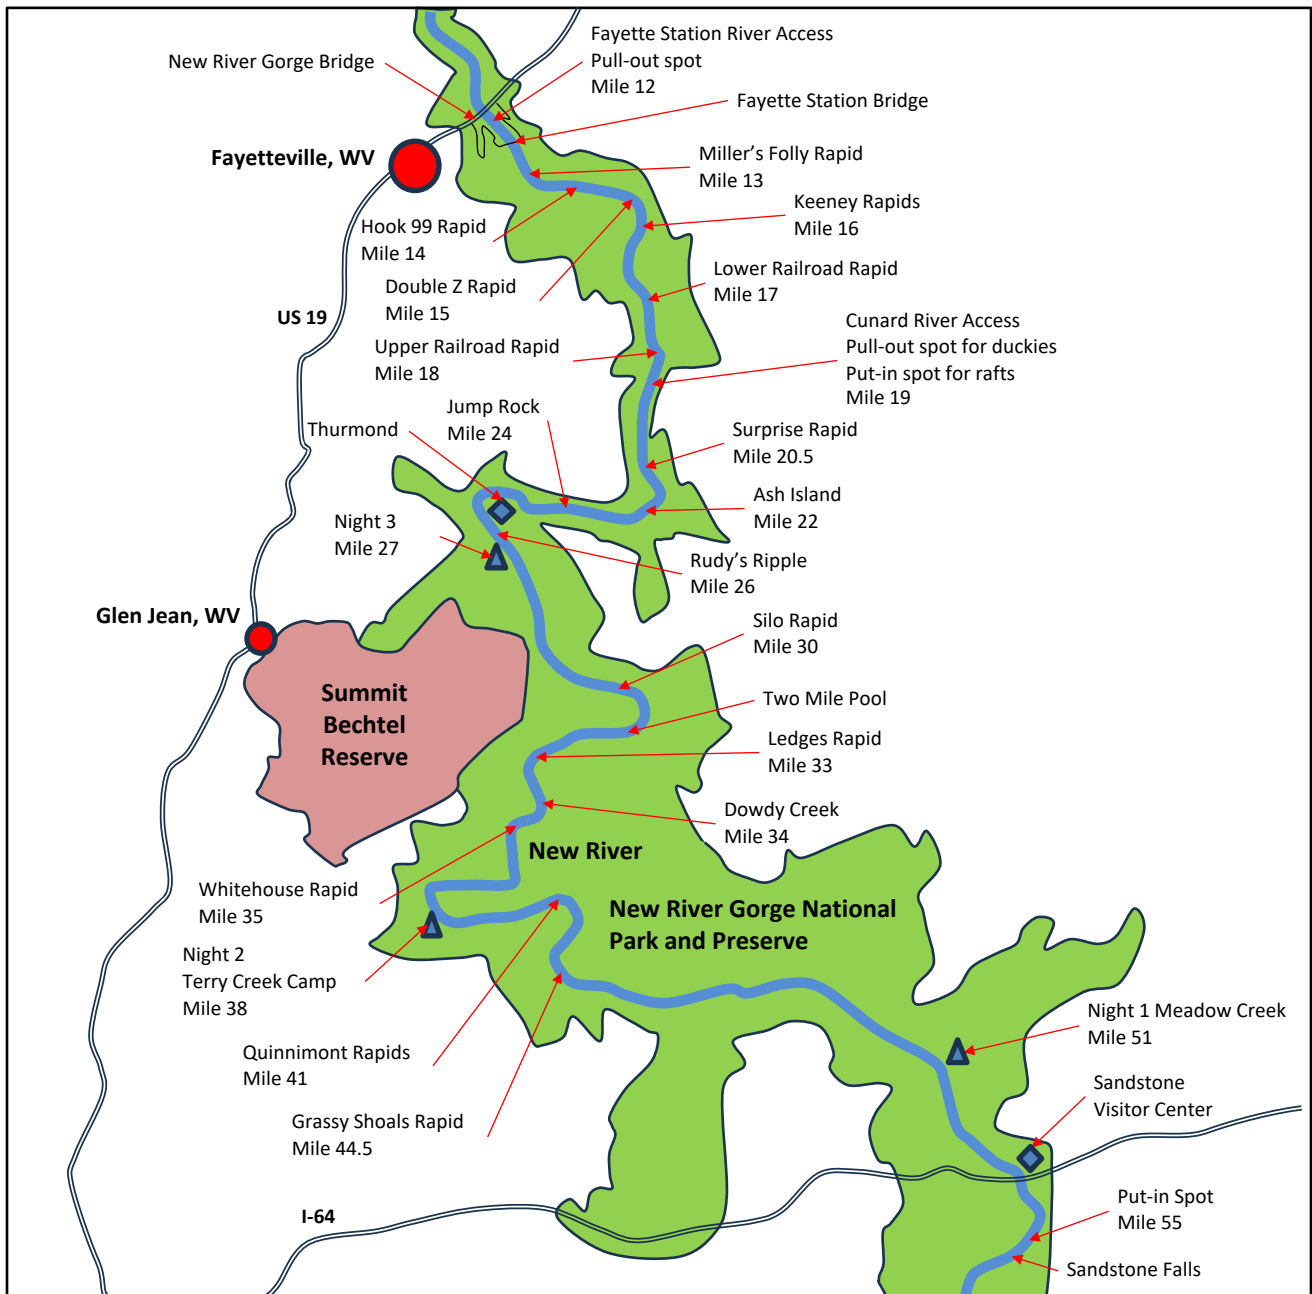 Fayette Station River Access
Pull-out spot
Mile 12
New River Gorge Bridge
Fayette Station Bridge
Fayetteville, WV
Miller’s Folly Rapid
Mile 13
Keeney Rapids
Mile 16
Hook 99 Rapid
Mile 14
Lower Railroad Rapid
Mile 17
Double Z Rapid
Mile 15
US 19
Cunard River Access
Pull-out spot for duckies
Put-in spot for rafts
Mile 19
Upper Railroad Rapid
Mile 18
Jump Rock
Mile 24
Thurmond
Surprise Rapid
Mile 20.5
Ash Island
Mile 22
Night 3
Mile 27
Rudy’s Ripple
Mile 26
Glen Jean, WV
Silo Rapid
Mile 30
Summit
Bechtel
Reserve
Two Mile Pool
Ledges Rapid
Mile 33
Dowdy Creek
Mile 34
New River
Whitehouse Rapid
Mile 35
New River Gorge National
Park and Preserve
Night 2
Terry Creek Camp
Mile 38
Night 1 Meadow Creek
Mile 51
Quinnimont Rapids
Mile 41
Sandstone
Visitor Center
Grassy Shoals Rapid
Mile 44.5
Put-in Spot
Mile 55
I-64
Sandstone Falls